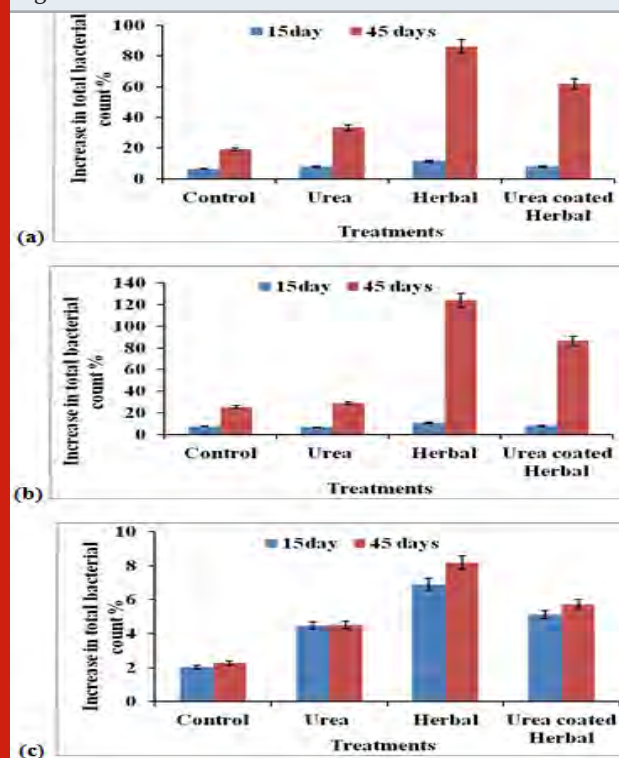 100
80
60
40
20
0
Increase in total bacterial
count %
15day 45 days
Control Urea Herbal Urea coated
Herbal
Treatments
(a)
140
120
100
80
60
40
20
0
Increase in total bacterial
count %
15day 45 days
Control Urea Herbal Urea coated
Herbal
Treatments
(b)
10
8
6
4
2
0
Increase in total bacterial
count %
15day 45 days
Control Urea Herbal Urea coated
Herbal
Treatments
(c)